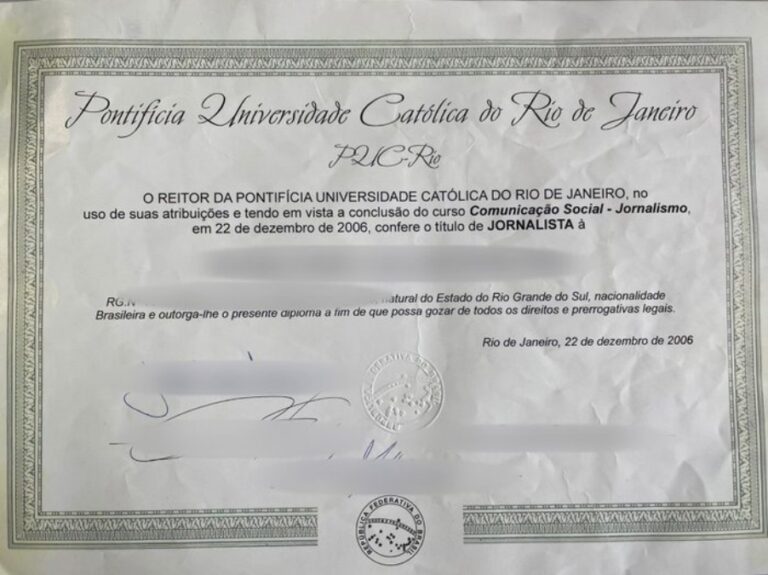 Pontifícia Universidade Católica do Rio de Janeiro
PUC-Rio
O REITOR DA PONTIFÍCIA UNIVERSIDADE CATÓLICA DO RIO DE JANEIRO, no
uso de suas atribuições e tendo em vista a conclusão do curso Comunicação Social - Jornalismo,
em 22 de dezembro de 2006, confere o título de JORNALISTA à
RG.N natural do Estado do Rio Grande do Sul, nacionalidade
Brasileira e outorga-lhe o presente diploma a fim de que possa gozar de todos os direitos e prerrogativas legais.
Rio de Janeiro, 22 de dezembro de 2006
REPÚBLICA FEDERATIVA DO BRASIL